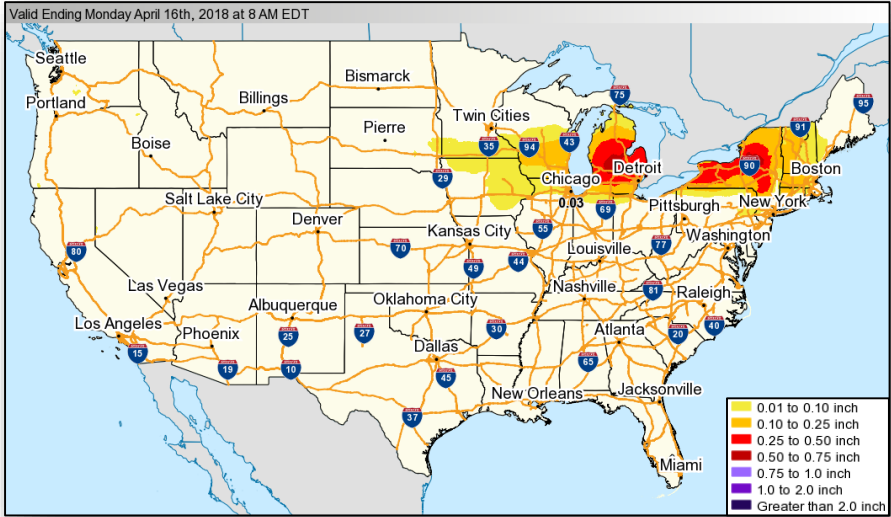 Valid Ending Monday April 16th, 2018 at 8 AM EDT
Seattle
75
95
Bismarck
Portland
Billings
Twin Cities
91
Pierre
Boise
35
94
43
90
Boston
Detroit
29
Chicago
Salt Lake City
0.03
69
Pittsburgh
New York
Denver
Kansas City
55
Washington
80
70
Louisville
77
49
44
Las Vegas
Nashville
81
Raleigh
Albuquerque
Oklahoma City
Los Angeles
Phoenix
25
27
30
Atlanta
20
40
15
Dallas
19
10
65
45
New Orleans
Jacksonville
37
Miami
0.01 to 0.10 inch
0.10 to 0.25 inch
0.25 to 0.50 inch
0.50 to 0.75 inch
0.75 to 1.0 inch
1.0 to 2.0 inch
Greater than 2.0 inch